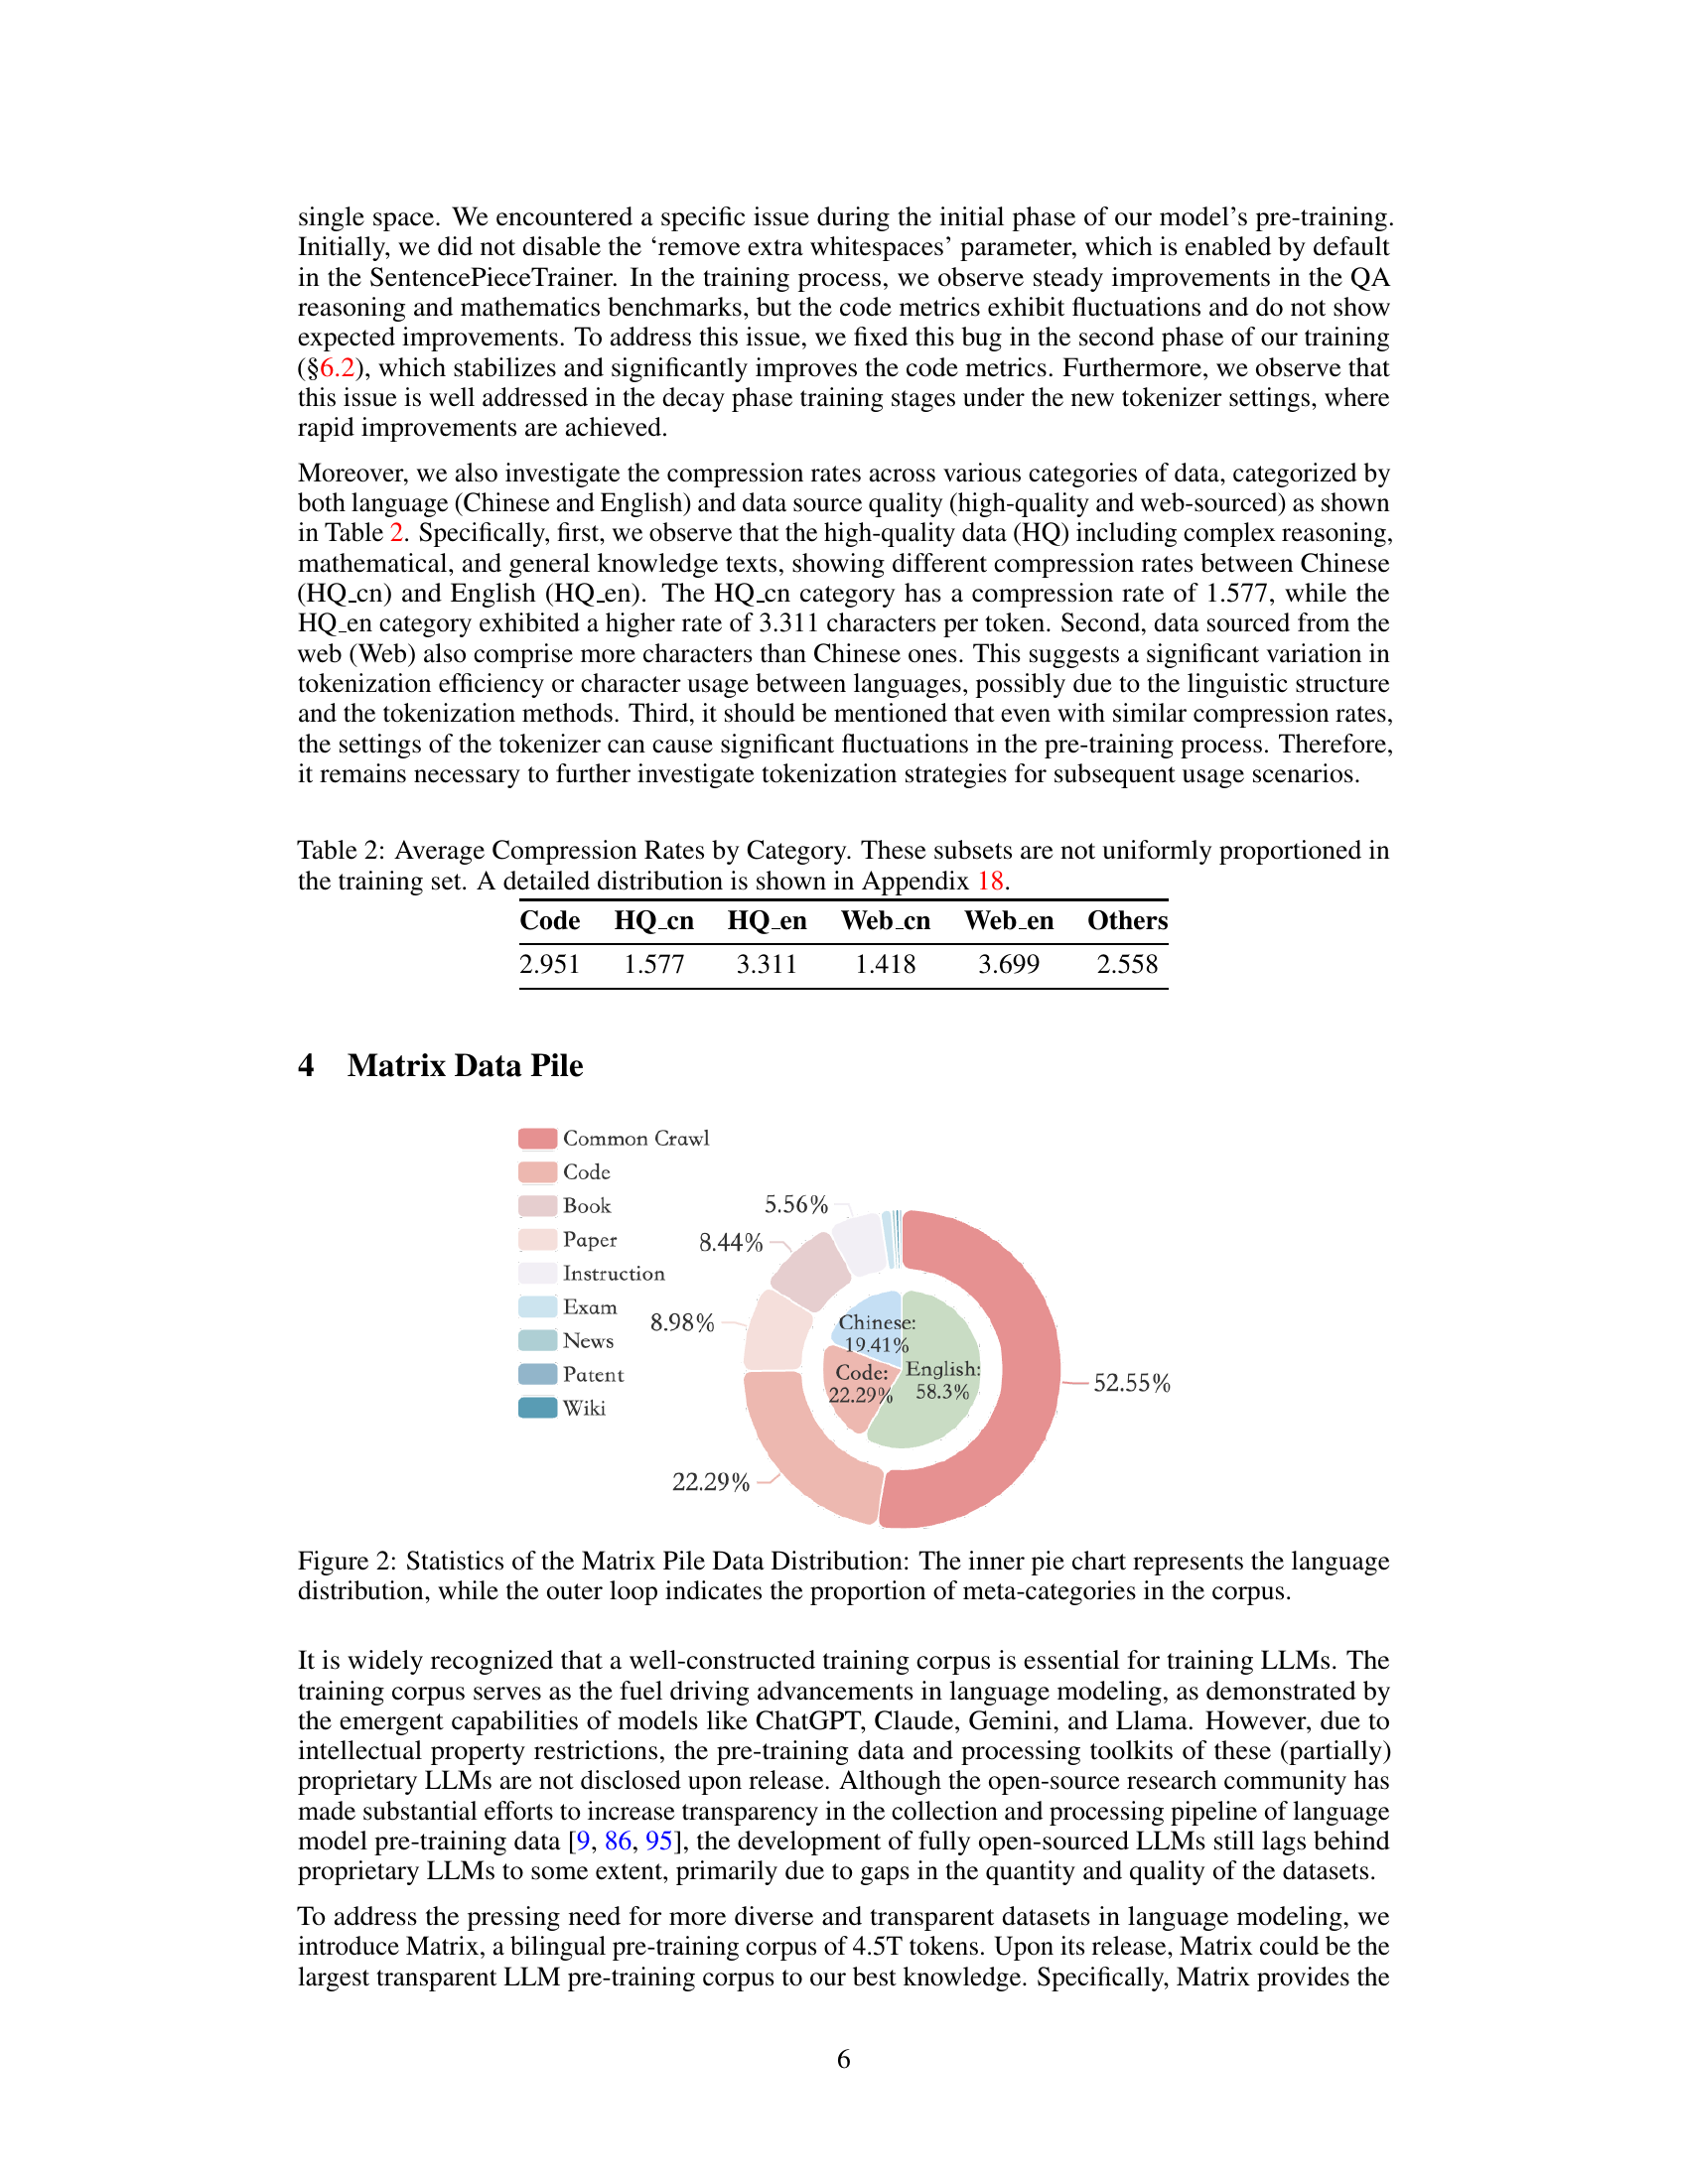 single space. We encountered a specific issue during the initial phase of our model's pre-training.
Initially, we did not disable the ‘remove extra whitespaces’ parameter, which is enabled by default
in the SentencePieceTrainer. In the training process, we observe steady improvements in the QA
reasoning and mathematics benchmarks, but the code metrics exhibit fluctuations and do not show
expected improvements. To address this issue, we fixed this bug in the second phase of our training
(§6.2), which stabilizes and significantly improves the code metrics. Furthermore, we observe that
this issue is well addressed in the decay phase training stages under the new tokenizer settings, where
rapid improvements are achieved.
Moreover, we also investigate the compression rates across various categories of data, categorized by
both language (Chinese and English) and data source quality (high-quality and web-sourced) as shown
in Table 2. Specifically, first, we observe that the high-quality data (HQ) including complex reasoning,
mathematical, and general knowledge texts, showing different compression rates between Chinese
(HQ_cn) and English (HQ_en). The HQ_cn category has a compression rate of 1.577, while the
HQ_en category exhibited a higher rate of 3.311 characters per token. Second, data sourced from the
web (Web) also comprise more characters than Chinese ones. This suggests a significant variation in
tokenization efficiency or character usage between languages, possibly due to the linguistic structure
and the tokenization methods. Third, it should be mentioned that even with similar compression rates,
the settings of the tokenizer can cause significant fluctuations in the pre-training process. Therefore,
it remains necessary to further investigate tokenization strategies for subsequent usage scenarios.
Table 2: Average Compression Rates by Category. These subsets are not uniformly proportioned in
the training set. A detailed distribution is shown in Appendix 18.
Code HQ_cn HQ_en Web_cn Web_en Others
2.951 1.577 3.311 1.418 3.699 2.558
4 Matrix Data Pile
Common Crawl
Code
Book
Paper
Instruction
Exam
News
Patent
Wiki
5.56%
8.44%
8.98%
22.29%
52.55%
Chinese:
19.41%
Code:
22.29%
English:
58.3%
Figure 2: Statistics of the Matrix Pile Data Distribution: The inner pie chart represents the language
distribution, while the outer loop indicates the proportion of meta-categories in the corpus.
It is widely recognized that a well-constructed training corpus is essential for training LLMs. The
training corpus serves as the fuel driving advancements in language modeling, as demonstrated by
the emergent capabilities of models like ChatGPT, Claude, Gemini, and Llama. However, due to
intellectual property restrictions, the pre-training data and processing toolkits of these (partially)
proprietary LLMs are not disclosed upon release. Although the open-source research community has
made substantial efforts to increase transparency in the collection and processing pipeline of language
model pre-training data [9, 86, 95], the development of fully open-sourced LLMs still lags behind
proprietary LLMs to some extent, primarily due to gaps in the quantity and quality of the datasets.
To address the pressing need for more diverse and transparent datasets in language modeling, we
introduce Matrix, a bilingual pre-training corpus of 4.5T tokens. Upon its release, Matrix could be the
largest transparent LLM pre-training corpus to our best knowledge. Specifically, Matrix provides the
6